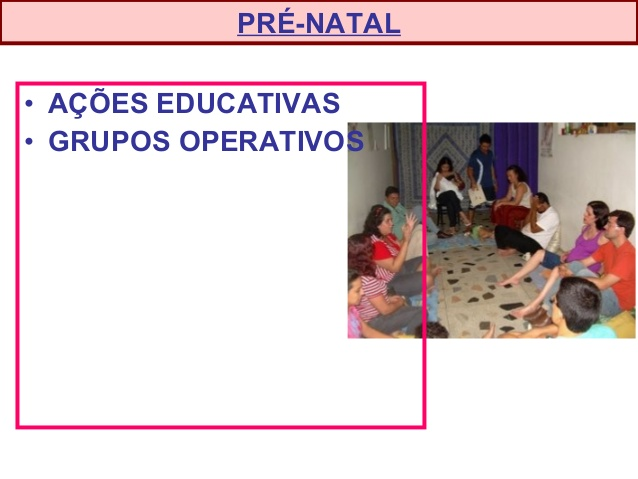 PRÉ-NATAL
• AÇÕES EDUCATIVAS
• GRUPOS OPERATIVOS